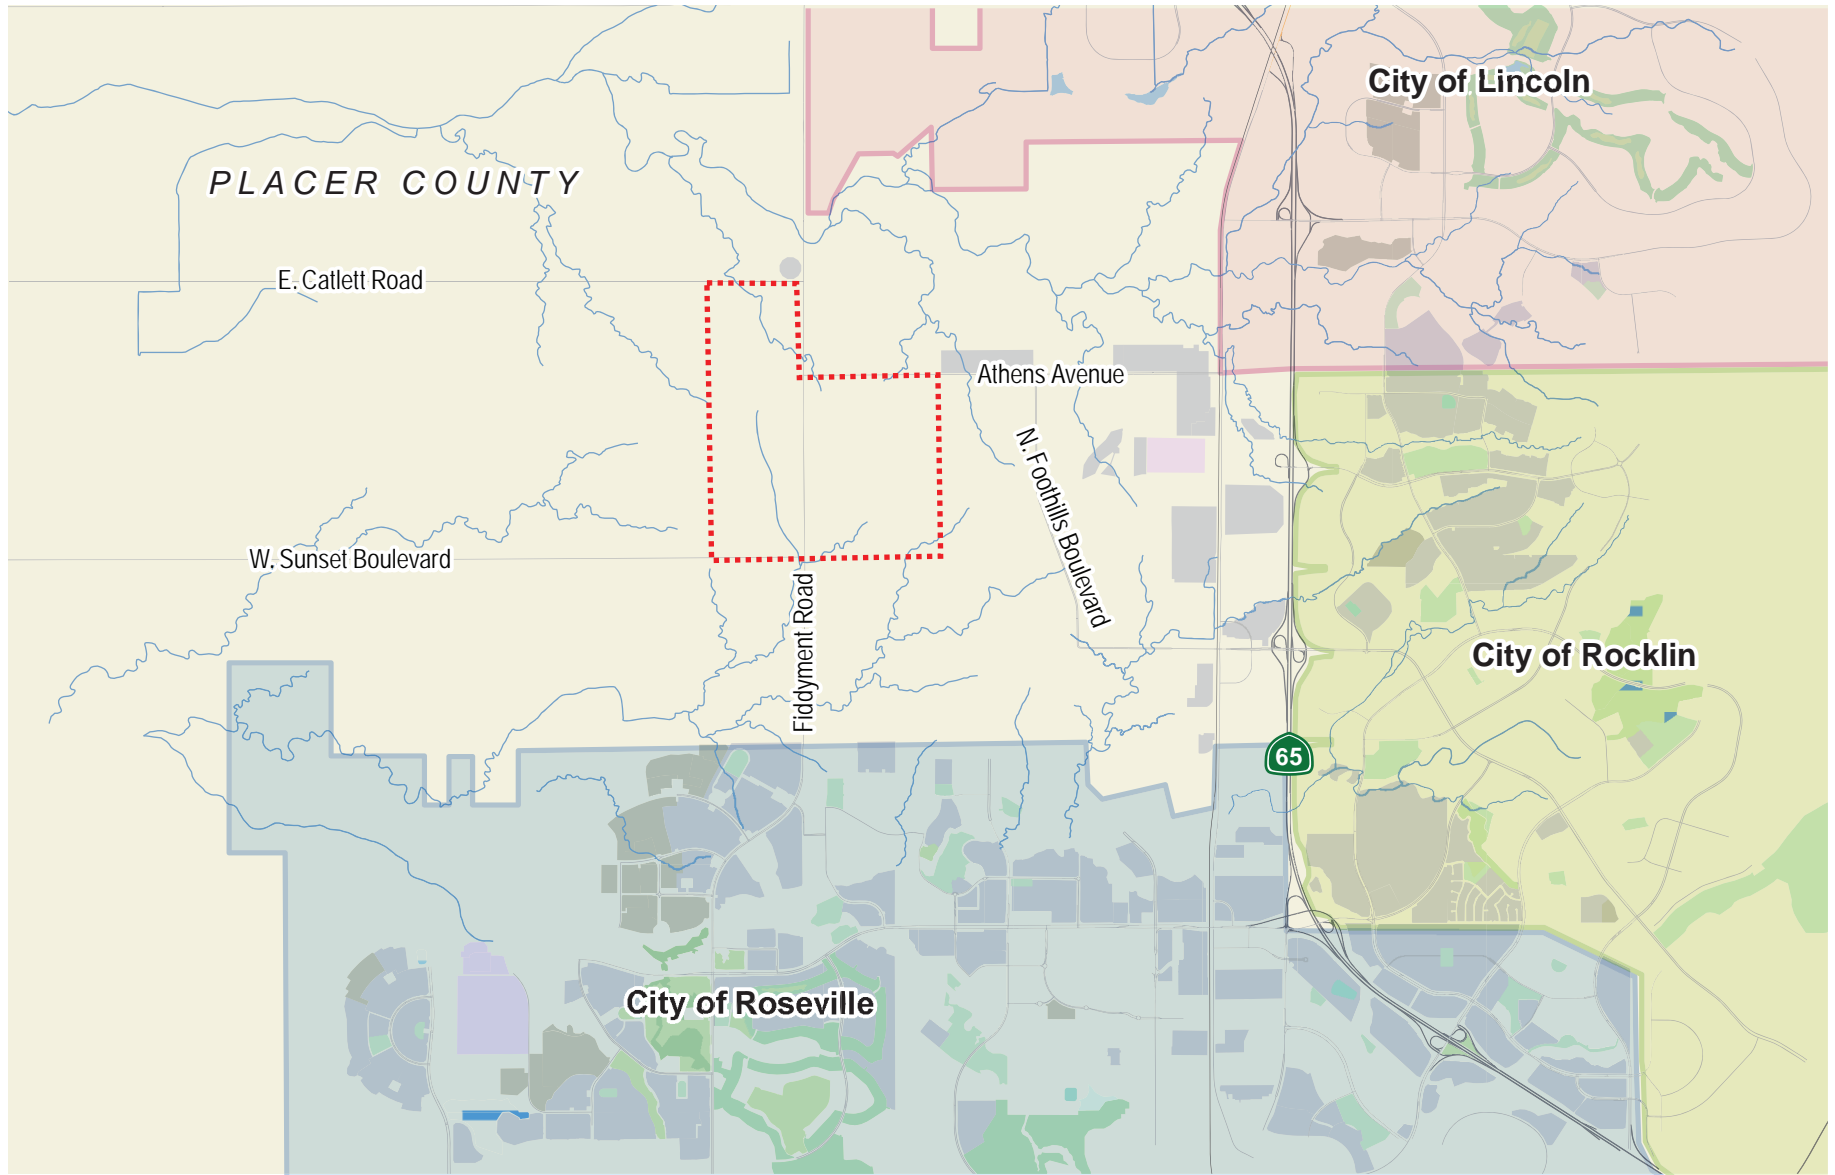 City of Lincoln
PLACER COUNTY
E. Catlett Road
Athens Avenue
N. Foothills Boulevard
W. Sunset Boulevard
Fiddyment Road
City of Rocklin
65
City of Roseville